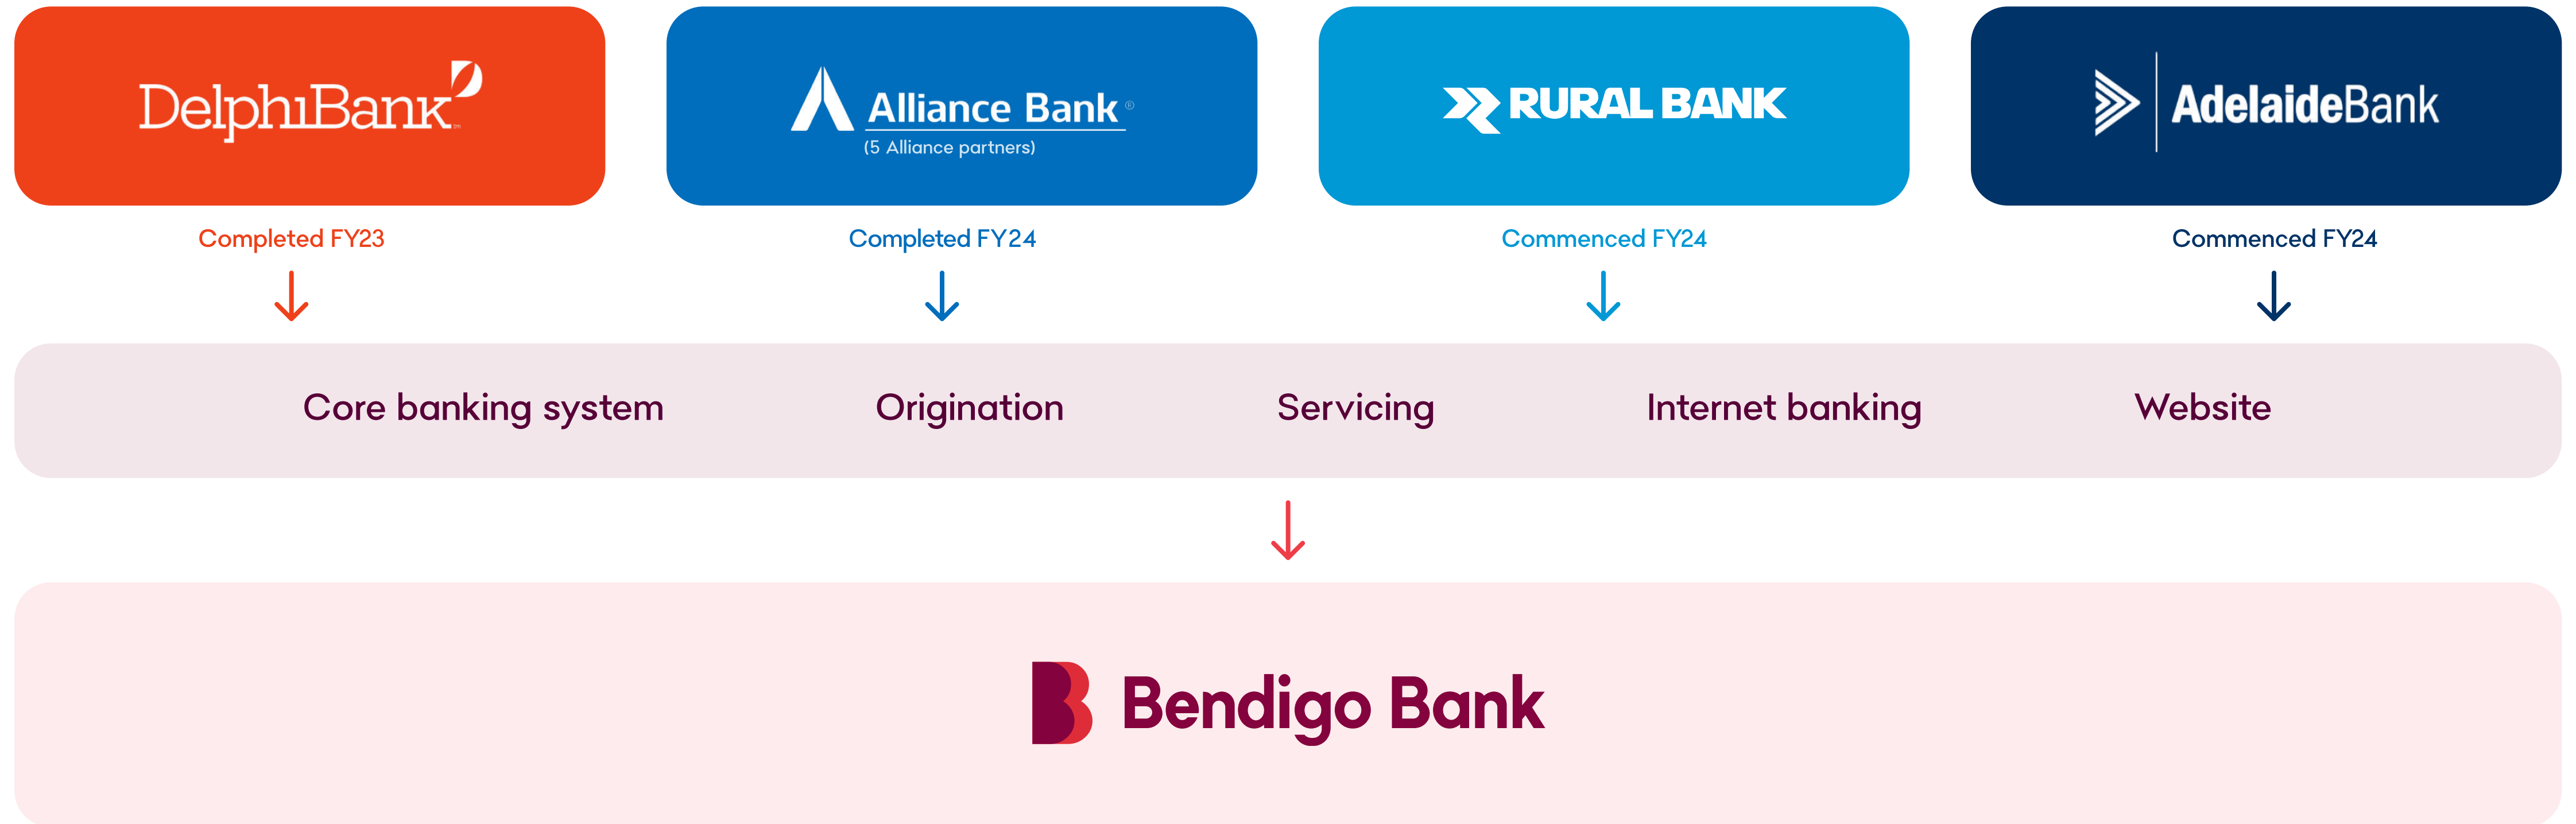 DelphiBank℠
Alliance Bank®
(5 Alliance partners)
RURAL BANK
AdelaideBank
Completed FY23
Completed FY24
Commenced FY24
Commenced FY24
Core banking system
Origination
Servicing
Internet banking
Website
Bendigo Bank